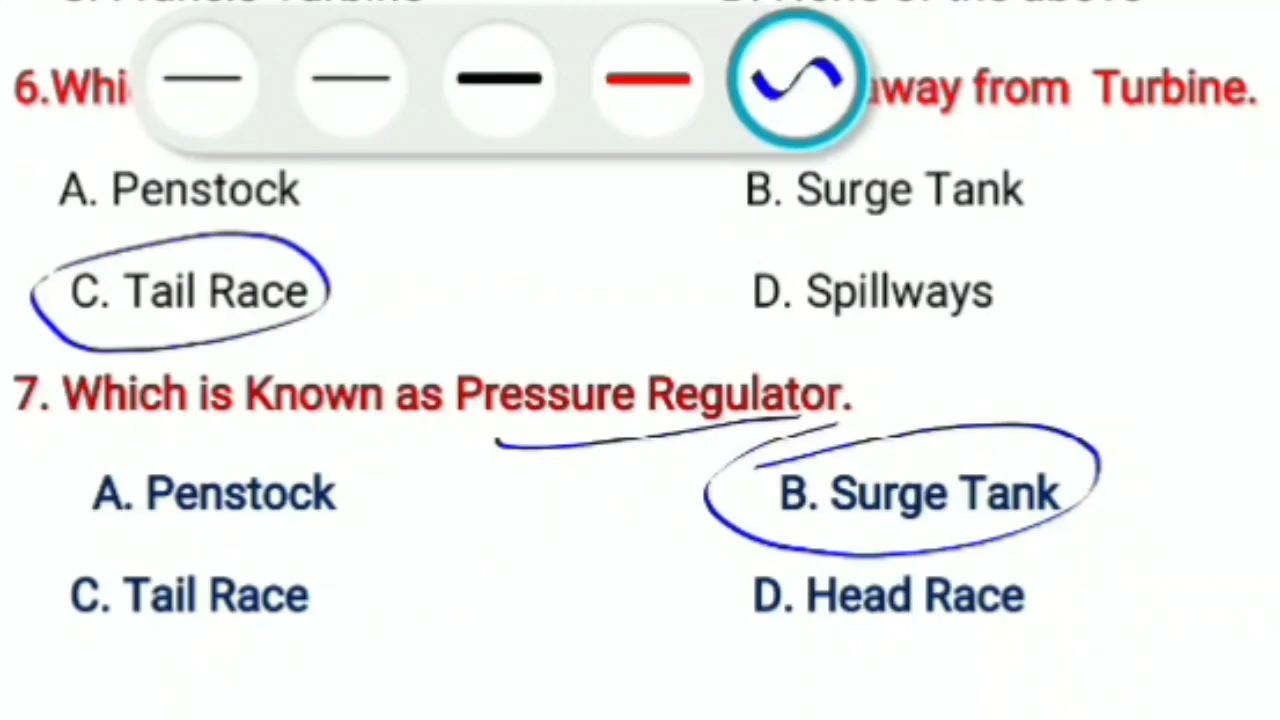 6.Whi away from Turbine.
A. Penstock B. Surge Tank
C. Tail Race D. Spillways
7. Which is Known as Pressure Regulator.
A. Penstock B. Surge Tank
C. Tail Race D. Head Race